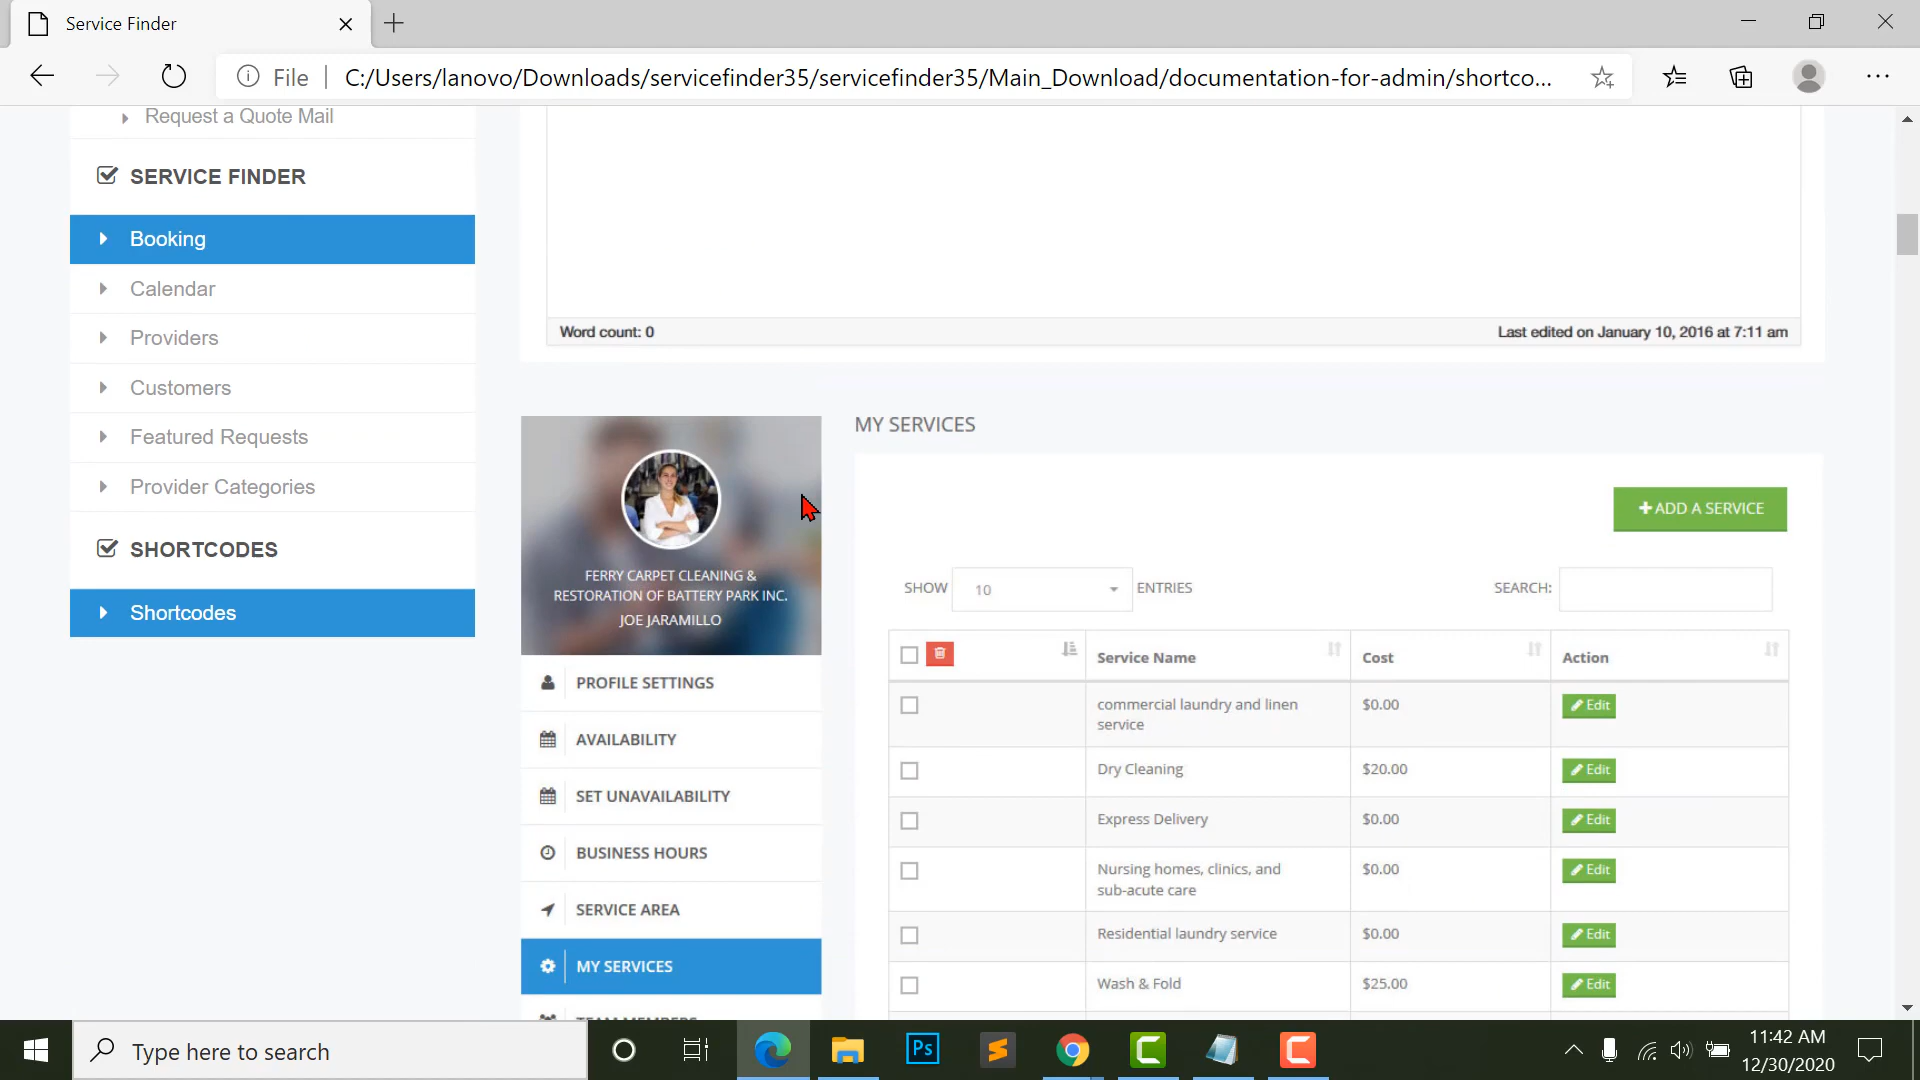 Service Finder
File
C:/Users/lanovo/Downloads/servicefinder35/servicefinder35/Main_Download/documentation-for-admin/shortco...
Request a Quote Mail
SERVICE FINDER
Booking
Calendar
Providers
Customers
Featured Requests
Provider Categories
SHORTCODES
Shortcodes
Word count: 0
Last edited on January 10, 2016 at 7:11 am
FERRY CARPET CLEANING &
RESTORATION OF BATTERY PARK INC.
JOE JARAMILLO
PROFILE SETTINGS
AVAILABILITY
SET UNAVAILABILITY
BUSINESS HOURS
SERVICE AREA
MY SERVICES
TEAM MEMBERS
MY SERVICES
+ ADD A SERVICE
SHOW 10 ENTRIES
SEARCH:
Service Name Cost Action
commercial laundry and linen
service
$0.00 Edit
Dry Cleaning $20.00 Edit
Express Delivery $0.00 Edit
Nursing homes, clinics, and
sub-acute care
$0.00 Edit
Residential laundry service $0.00 Edit
Wash & Fold $25.00 Edit
Type here to search
Ps
11:42 AM
12/30/2020